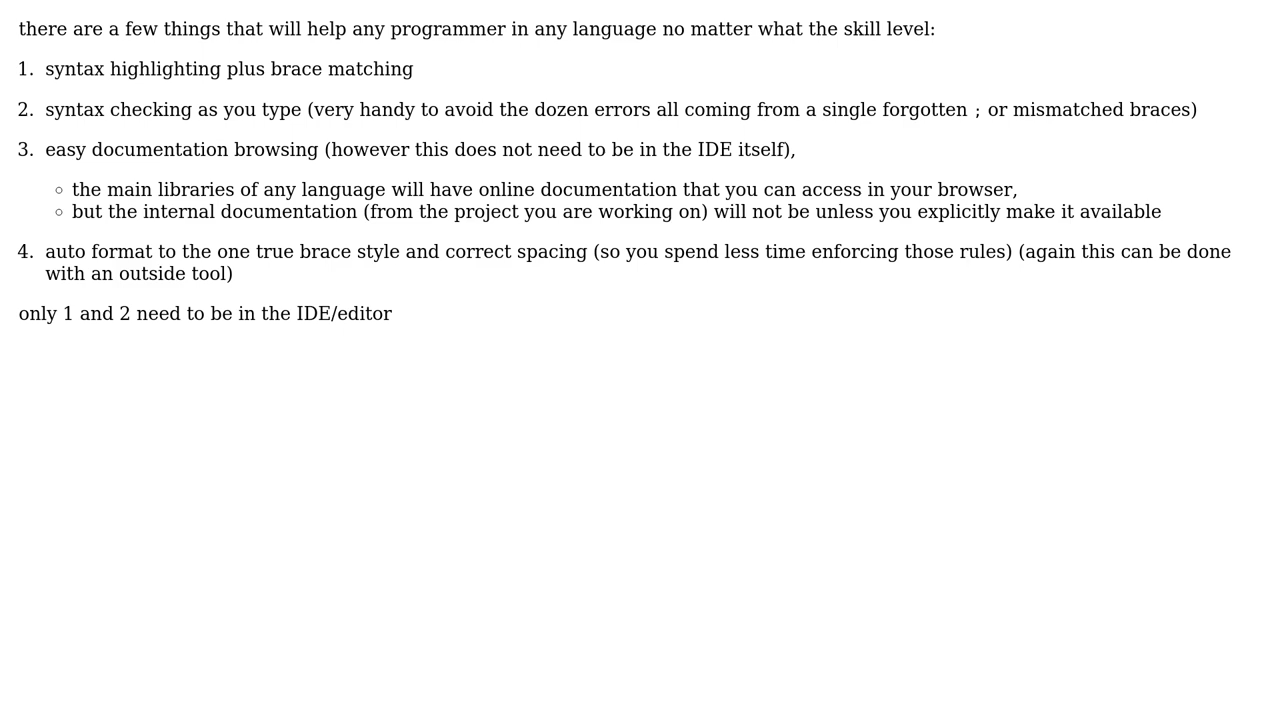 there are a few things that will help any programmer in any language no matter what the skill level:
1. syntax highlighting plus brace matching
2. syntax checking as you type (very handy to avoid the dozen errors all coming from a single forgotten ; or mismatched braces)
3. easy documentation browsing (however this does not need to be in the IDE itself),
◦ the main libraries of any language will have online documentation that you can access in your browser,
◦ but the internal documentation (from the project you are working on) will not be unless you explicitly make it available
4. auto format to the one true brace style and correct spacing (so you spend less time enforcing those rules) (again this can be done
with an outside tool)
only 1 and 2 need to be in the IDE/editor